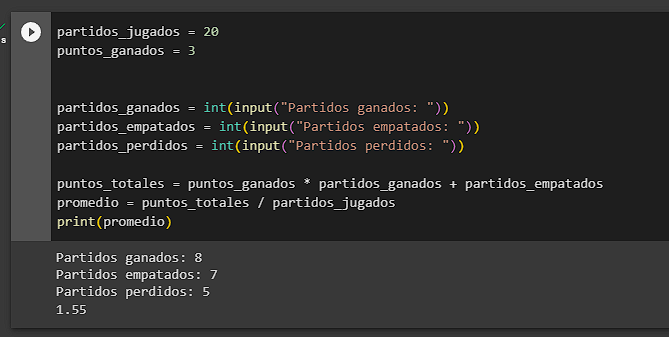 s
partidos_jugados = 20
puntos_ganados = 3
partidos_ganados = int(input("Partidos ganados: "))
partidos_empatados = int(input("Partidos empatados: "))
partidos_perdidos = int(input("Partidos perdidos: "))
puntos_totales = puntos_ganados * partidos_ganados + partidos_empatados
promedio = puntos_totales / partidos_jugados
print(promedio)
Partidos ganados: 8
Partidos empatados: 7
Partidos perdidos: 5
1.55